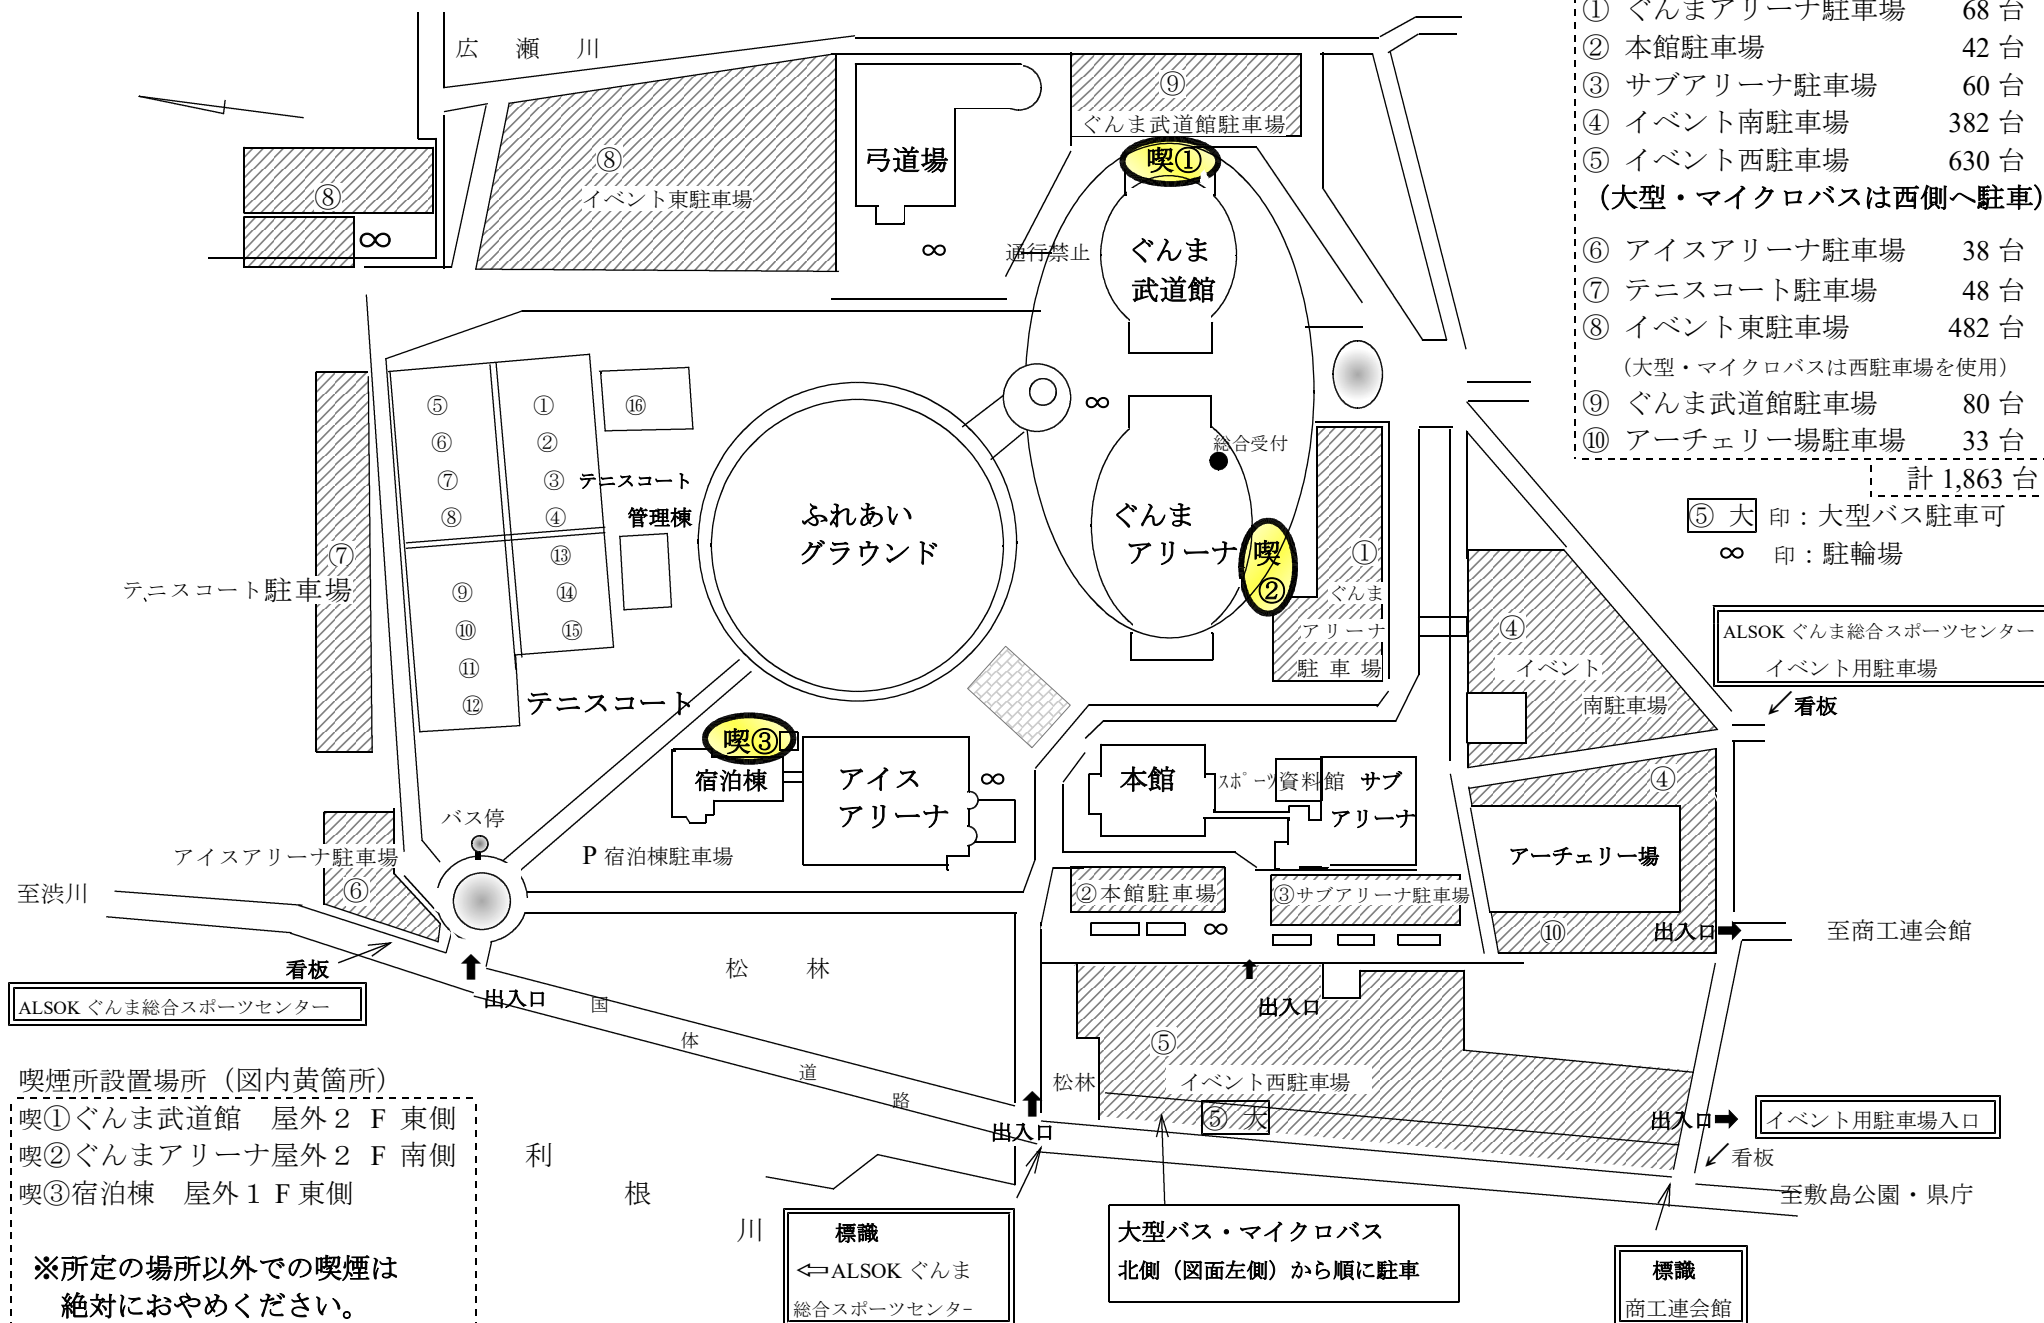 ① ぐんまアリーナ駐車場 68 台
② 本館駐車場 42 台
③ サブアリーナ駐車場 60 台
④ イベント南駐車場 382 台
⑤ イベント西駐車場 630 台
（大型・マイクロバスは西側へ駐車）
⑥ アイスアリーナ駐車場 38 台
⑦ テニスコート駐車場 48 台
⑧ イベント東駐車場 482 台
（大型・マイクロバスは西駐車場を使用）
⑨ ぐんま武道館駐車場 80 台
⑩ アーチェリー場駐車場 33 台
計 1,863 台
⑤ 大 印：大型バス駐車可
∞ 印：駐輪場
広 瀬 川
⑧
∞
⑧
イベント東駐車場
弓道場
∞
⑨
ぐんま武道館駐車場
喫①
通行禁止
ぐんま
武道館
∞
総合受付
ぐんま
アリーナ
喫
②
①
ぐんま
アリーナ
駐 車 場
④
イベント
南駐車場
ALSOK ぐんま総合スポーツセンター
イベント用駐車場
看板
⑤
⑥
⑦
⑧
①
②
③
④
⑯
テニスコート
管理棟
⑬
⑭
⑮
⑨
⑩
⑪
⑫
テニスコート
⑦
テニスコート駐車場
ふれあい
グラウンド
喫③
宿泊棟
アイス
アリーナ
∞
本館
スポーツ資料館
サブ
アリーナ
④
アーチェリー場
⑩
出入口
至商工連会館
バス停
P 宿泊棟駐車場
アイスアリーナ駐車場
⑥
至渋川
②本館駐車場
③サブアリーナ駐車場
∞
看板
ALSOK ぐんま総合スポーツセンター
出入口
松 林
国
体
道
路
出入口
⑤
松林
イベント西駐車場
⑤ 大
出入口
出入口
イベント用駐車場入口
看板
至敷島公園・県庁
利
根
川
喫煙所設置場所（図内黄箇所）
喫①ぐんま武道館 屋外２ F 東側
喫②ぐんまアリーナ屋外２ F 南側
喫③宿泊棟 屋外１ F 東側
※所定の場所以外での喫煙は
絶対におやめください。
標識
⇦ALSOK ぐんま
総合スポーツセンター
大型バス・マイクロバス
北側（図面左側）から順に駐車
標識
商工連会館